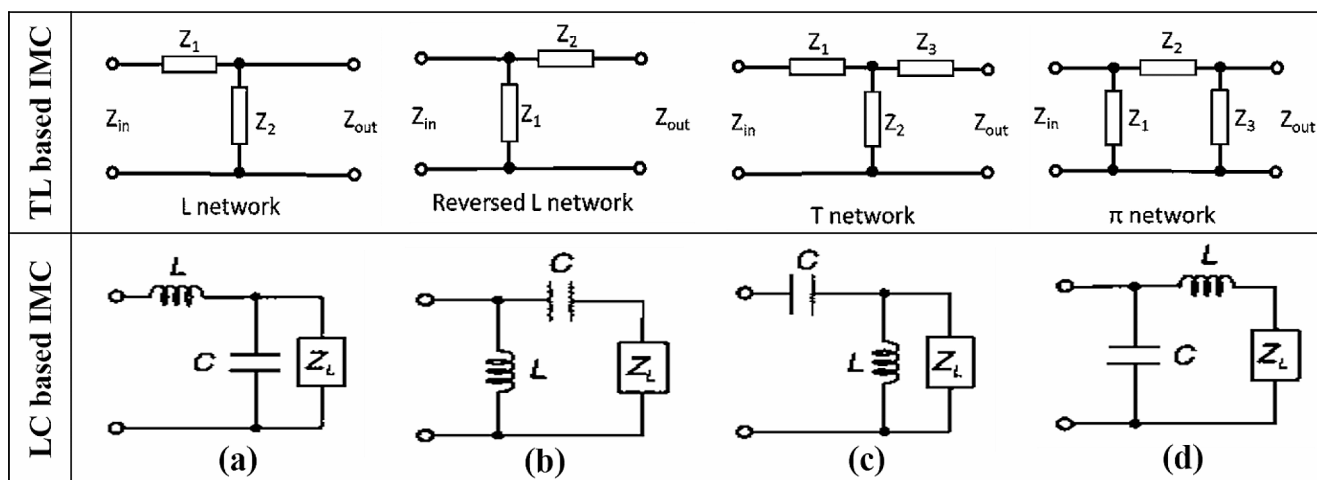 TL based IMC
Z1
Zin
Z2
Zout
L network
Z2
Zin
Z1
Zout
Reversed L network
Z1
Z3
Zin
Z2
Zout
T network
Z2
Zin
Z1
Z3
Zout
π network
LC based IMC
L
C
ZL
(a)
C
L
ZL
(b)
C
L
ZL
(c)
L
C
ZL
(d)